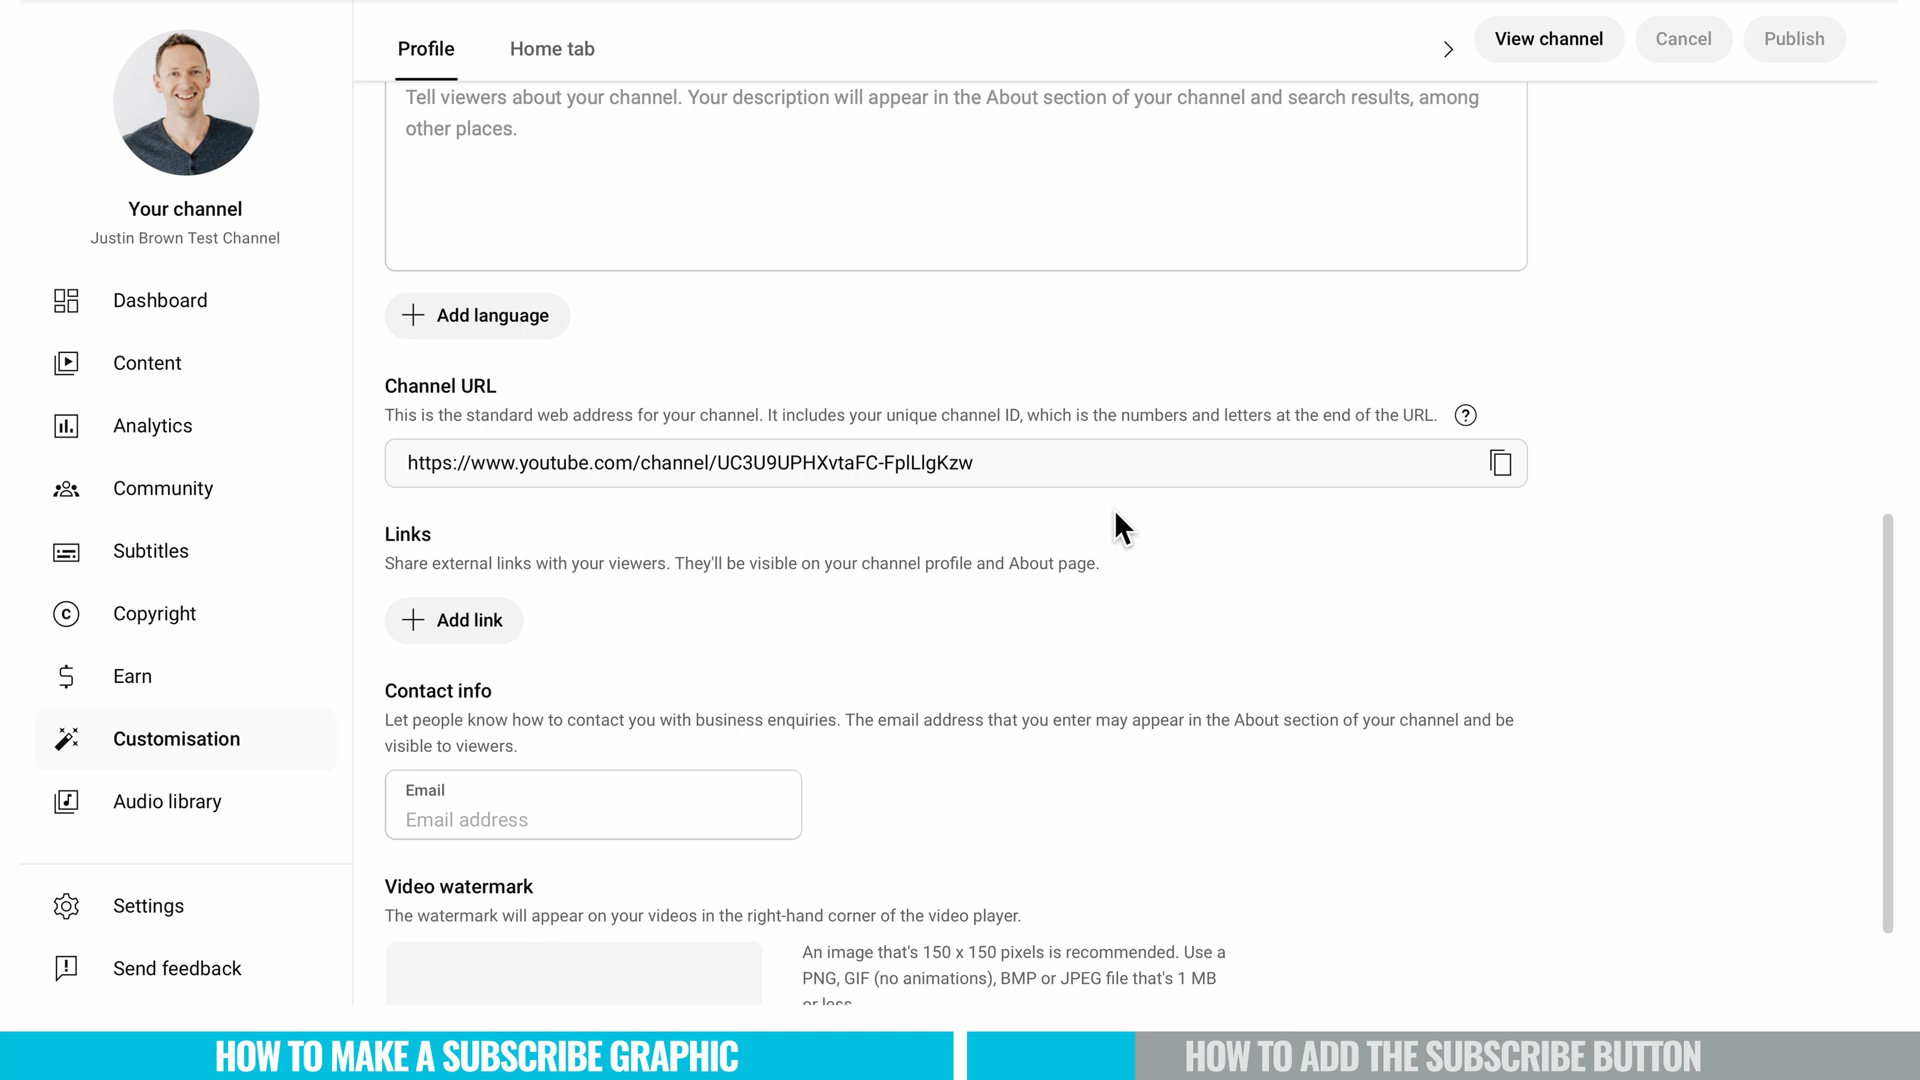 Your channel
Justin Brown Test Channel
Dashboard
Content
Analytics
Community
Subtitles
Copyright
Earn
Customisation
Audio library
Settings
Send feedback
Profile
Home tab
View channel
Cancel
Publish
Tell viewers about your channel. Your description will appear in the About section of your channel and search results, among
other places.
Add language
Channel URL
This is the standard web address for your channel. It includes your unique channel ID, which is the numbers and letters at the end of the URL.
https://www.youtube.com/channel/UC3U9UPHXvtaFC-FplLlgKzw
Links
Share external links with your viewers. They'll be visible on your channel profile and About page.
Add link
Contact info
Let people know how to contact you with business enquiries. The email address that you enter may appear in the About section of your channel and be
visible to viewers.
Email
Email address
Video watermark
The watermark will appear on your videos in the right-hand corner of the video player.
An image that's 150 x 150 pixels is recommended. Use a
PNG, GIF (no animations), BMP or JPEG file that's 1 MB
or less
HOW TO MAKE A SUBSCRIBE GRAPHIC
HOW TO ADD THE SUBSCRIBE BUTTON